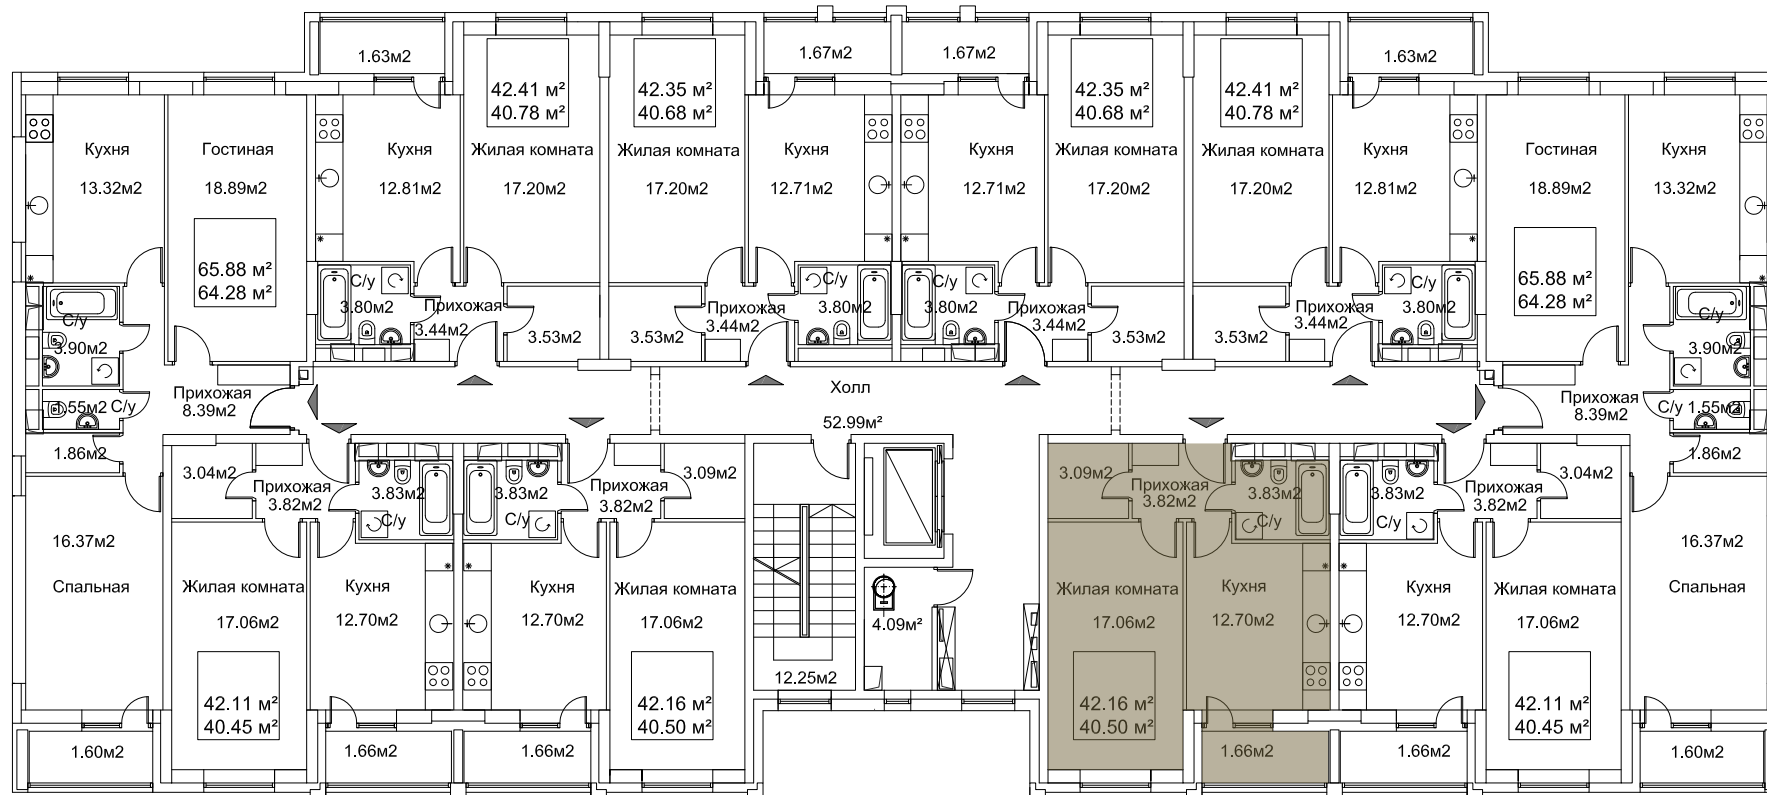 1.63м2
1.67м2
1.67м2
1.63м2
42.41 м²
40.78 м²
42.35 м²
40.68 м²
42.35 м²
40.68 м²
42.41 м²
40.78 м²
Кухня
13.32м2
Гостиная
18.89м2
Кухня
12.81м2
Жилая комната
17.20м2
Жилая комната
17.20м2
Кухня
12.71м2
Кухня
12.71м2
Жилая комната
17.20м2
Жилая комната
17.20м2
Кухня
12.81м2
Гостиная
18.89м2
Кухня
13.32м2
65.88 м²
64.28 м²
65.88 м²
64.28 м²
С/у
3.80м2
Прихожая
3.44м2
3.53м2
3.53м2
Прихожая
3.44м2
С/у
3.80м2
С/у
3.80м2
Прихожая
3.44м2
3.53м2
3.53м2
Прихожая
3.44м2
С/у
3.80м2
С/у
3.90м2
С/у
3.90м2
Прихожая
8.39м2
1.55м2 С/у
1.86м2
Холл
52.99м²
Прихожая
8.39м2
С/у 1.55м2
1.86м2
3.04м2
Прихожая
3.82м2
3.83м2
С/у
3.83м2
С/у
Прихожая
3.82м2
3.09м2
3.09м2
Прихожая
3.82м2
3.83м2
С/у
3.83м2
С/у
Прихожая
3.82м2
3.04м2
16.37м2
Спальная
Жилая комната
17.06м2
Кухня
12.70м2
Кухня
12.70м2
Жилая комната
17.06м2
4.09м²
12.25м2
Жилая комната
17.06м2
Кухня
12.70м2
Кухня
12.70м2
Жилая комната
17.06м2
16.37м2
Спальная
42.11 м²
40.45 м²
42.16 м²
40.50 м²
42.16 м²
40.50 м²
42.11 м²
40.45 м²
1.60м2
1.66м2
1.66м2
1.66м2
1.66м2
1.60м2